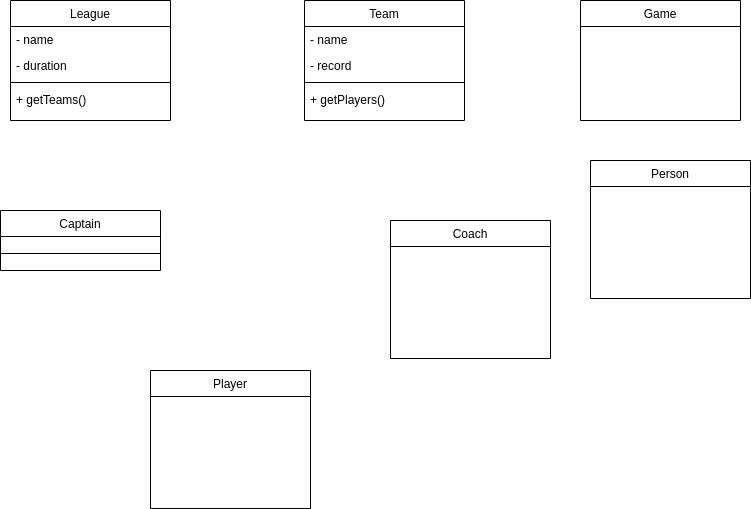 League
- name
- duration
+ getTeams()
Team
- name
- record
+ getPlayers()
Game
Person
Captain
Coach
Player